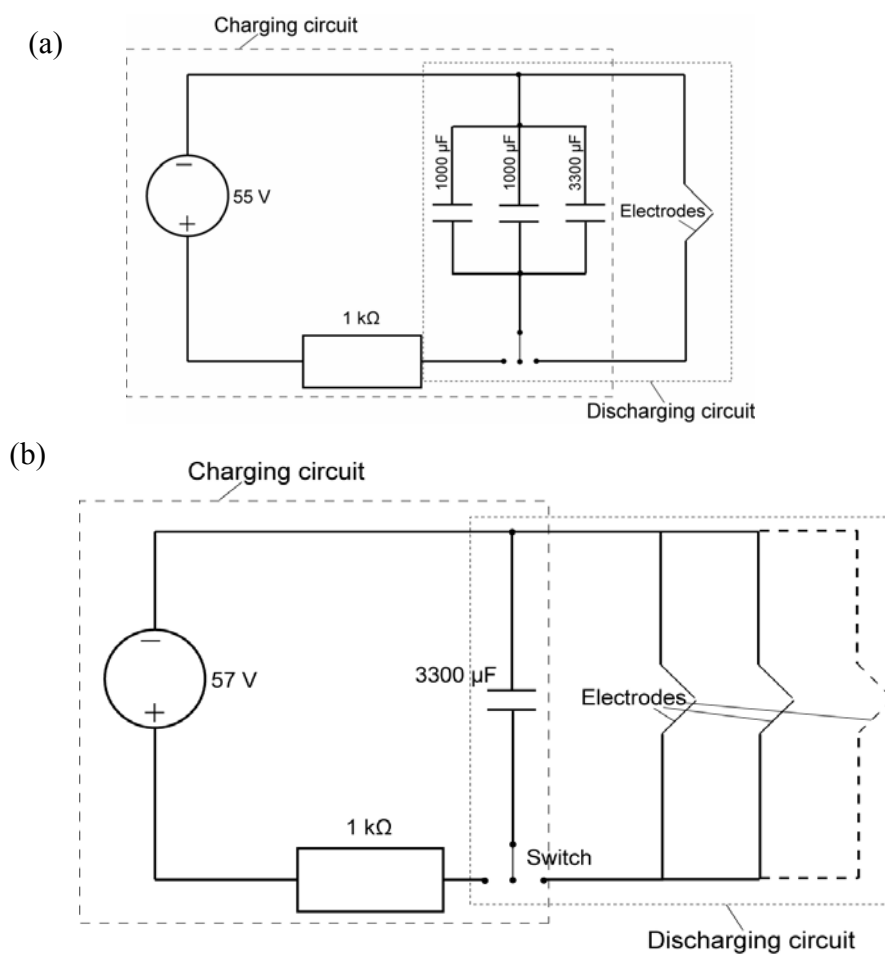 (a)
Charging circuit
−
55 V
+
1000 µF
1000 µF
3300 µF
Electrodes
1 kΩ
Discharging circuit
(b)
Charging circuit
−
57 V
+
3300 µF
Electrodes
1 kΩ
Switch
Discharging circuit